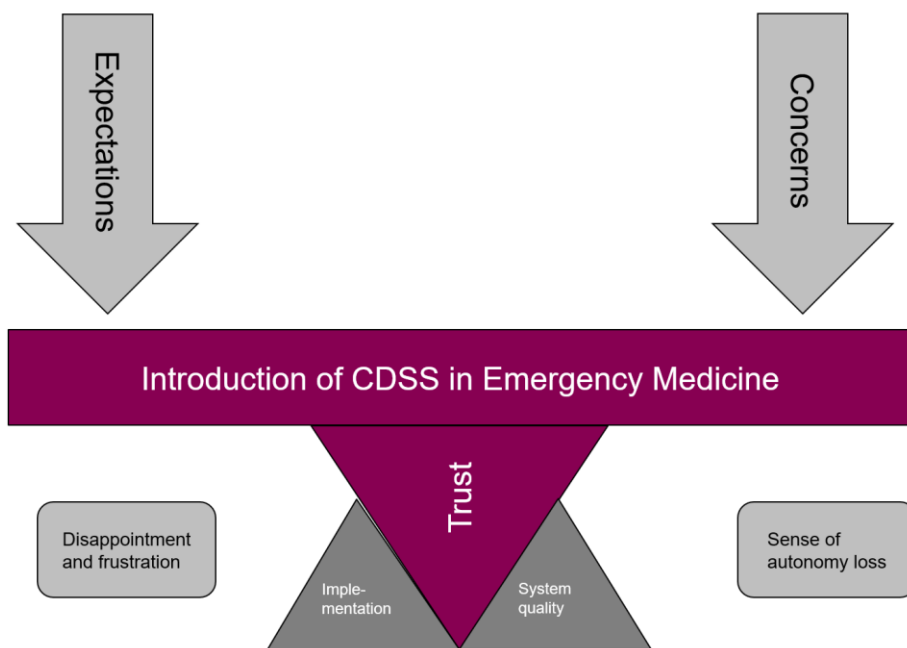 Expectations
Concerns
Introduction of CDSS in Emergency Medicine
Trust
Disappointment
and frustration
Imple-
mentation
System
quality
Sense of
autonomy loss